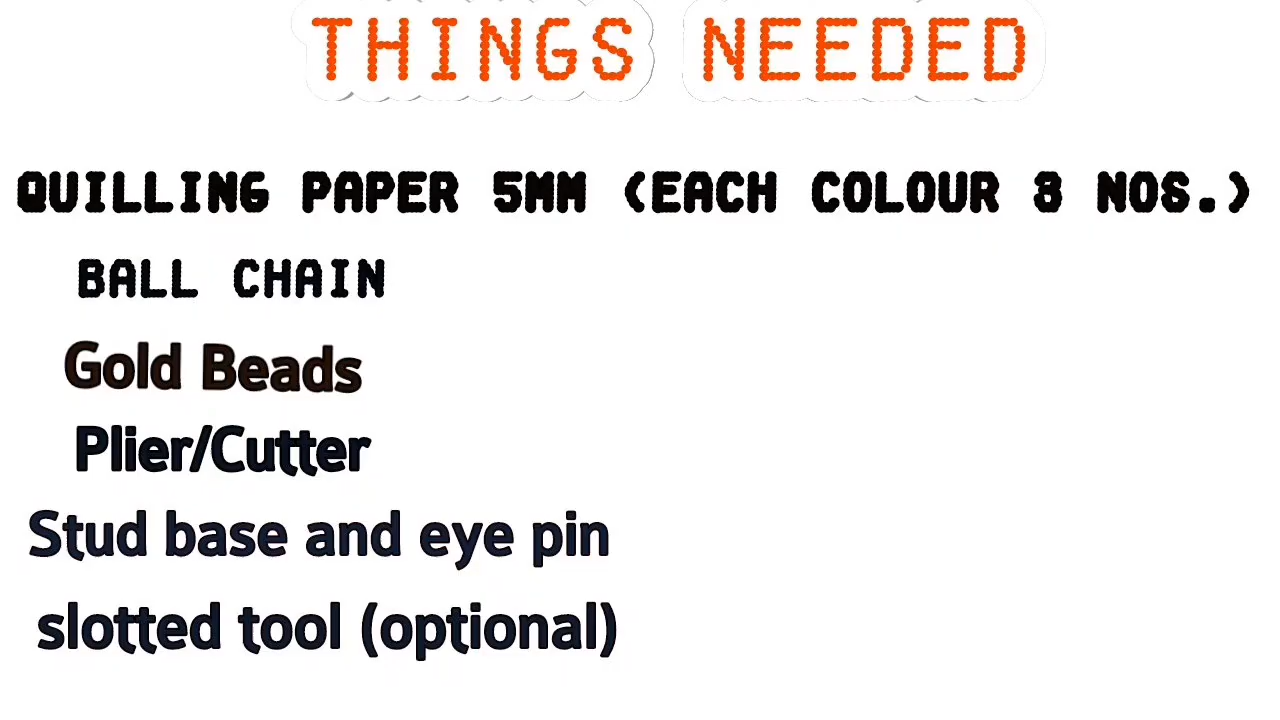 THINGS NEEDED
QUILLING PAPER 5MM (EACH COLOUR 8 NOS.)
BALL CHAIN
Gold Beads
Plier/Cutter
Stud base and eye pin
slotted tool (optional)